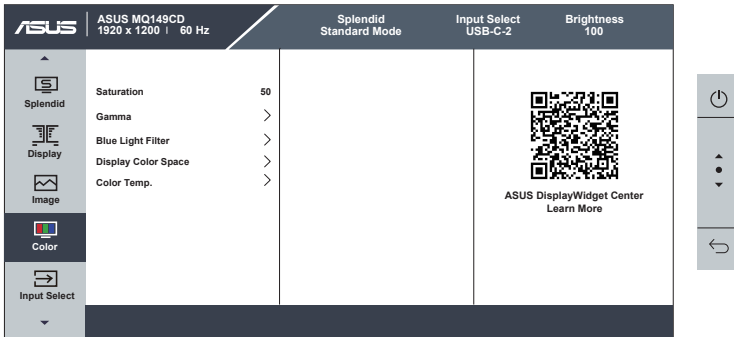 ASUS
ASUS MQ149CD
1920 x 1200 | 60 Hz
Splendid
Standard Mode
Input Select
USB-C-2
Brightness
100
Splendid
Display
Image
Color
Input Select
Saturation 50
Gamma
Blue Light Filter
Display Color Space
Color Temp.
ASUS DisplayWidget Center
Learn More